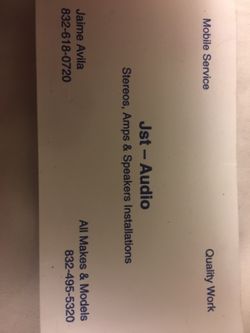 Mobile Service
Quality Work
Jst – Audio
Stereos, Amps & Speakers Installations
Jaime Avila
832-618-0720
All Makes & Models
832-495-5320